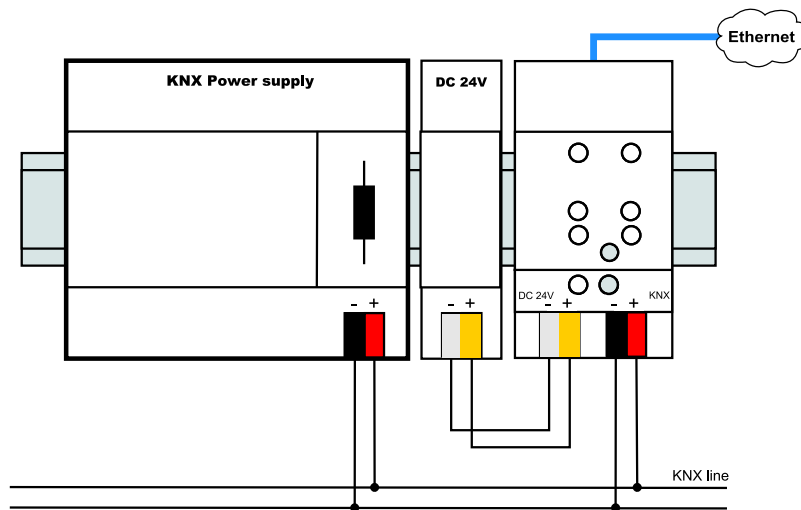 Ethernet
KNX Power supply
DC 24V
DC 24V
KNX
- +
- +
- +
- +
KNX line